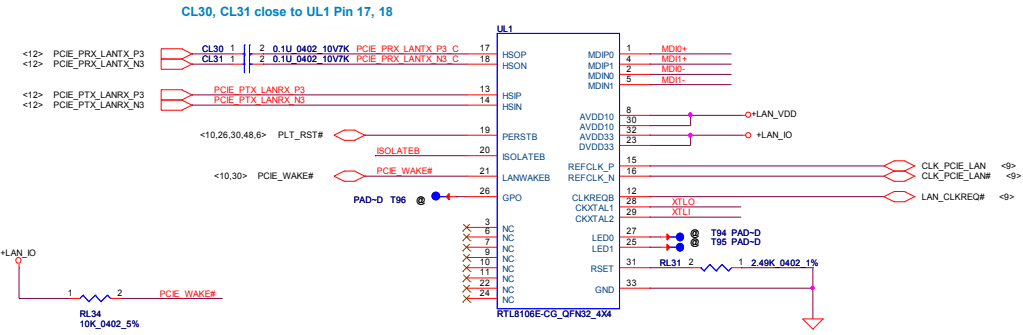 CL30, CL31 close to UL1 Pin 17, 18
UL1
<12> PCIE_PRX_LANTX_P3 CL30 1 2 0.1U_0402_10V7K PCIE_PRX_LANTX_P3_C 17 HSOP MDIP0 1 MDI0+
<12> PCIE_PRX_LANTX_N3 CL31 1 2 0.1U_0402_10V7K PCIE_PRX_LANTX_N3_C 18 HSON MDIP1 4 MDI1+
MDIN0 2 MDI0-
MDIN1 5 MDI1-
<12> PCIE_PTX_LANRX_P3 PCIE_PTX_LANRX_P3 13 HSIP
<12> PCIE_PTX_LANRX_N3 PCIE_PTX_LANRX_N3 14 HSIN
AVDD10 8 +LAN_VDD
AVDD10 30
<10,26,30,48,6> PLT_RST# 19 PERSTB AVDD33 32 +LAN_IO
DVDD33 23
ISOLATEB 20 ISOLATEB
REFCLK_P 15 CLK_PCIE_LAN <9>
<10,30> PCIE_WAKE# PCIE_WAKE# 21 LANWAKEB REFCLK_N 16 CLK_PCIE_LAN# <9>
PAD~D T96 @ 26 GPO CLKREQB 12 LAN_CLKREQ# <9>
CKXTAL1 28 XTLO
CKXTAL2 29 XTLI
3 NC
6 NC LED0 27 @ T94 PAD~D
7 NC LED1 25 @ T95 PAD~D
9 NC
10 NC RSET 31 RL31 2 1 2.49K_0402_1%
11 NC
22 NC GND 33
24 NC
RTL8106E-CG_QFN32_4X4
+LAN_IO
1 2 PCIE_WAKE#
RL34
10K_0402_5%